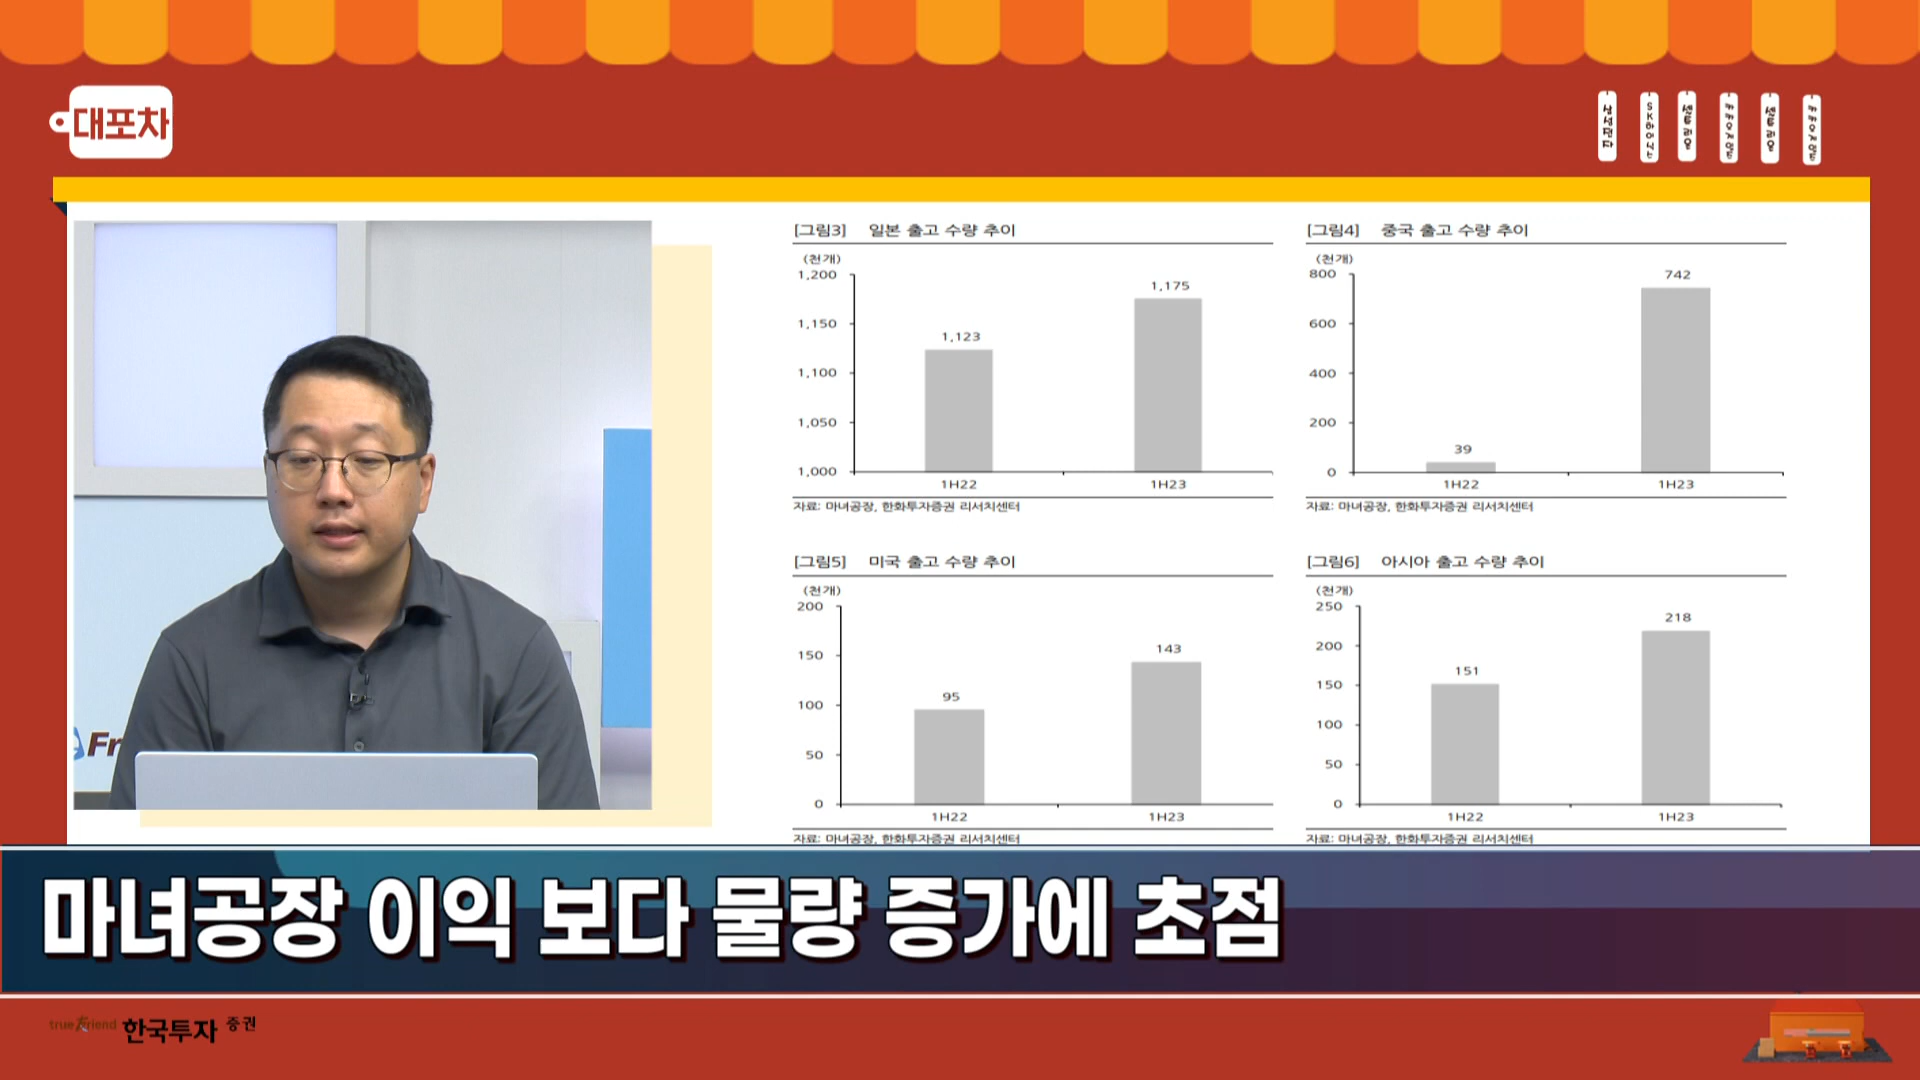 대포차
[그림3] 일본 출고 수량 추이
(천개)
1,200
1,150
1,100
1,050
1,000
1,123
1,175
1H22
1H23
자료: 마녀공장, 한화투자증권 리서치센터
[그림4] 중국 출고 수량 추이
(천개)
800
600
400
200
0
39
742
1H22
1H23
자료: 마녀공장, 한화투자증권 리서치센터
[그림5] 미국 출고 수량 추이
(천개)
200
150
100
50
0
95
143
1H22
1H23
자료: 마녀공장, 한화투자증권 리서치센터
[그림6] 아시아 출고 수량 추이
(천개)
250
200
150
100
50
0
151
218
1H22
1H23
자료: 마녀공장, 한화투자증권 리서치센터
Fr
마녀공장 이익 보다 물량 증가에 초점
true friend 한국투자 증권